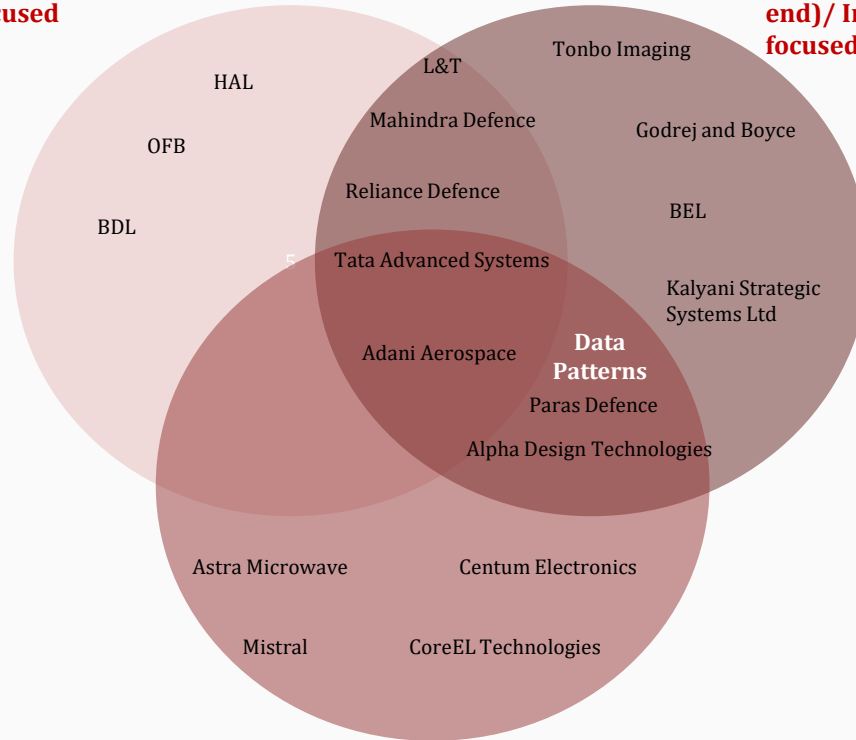 cused
end)/ In
focused
Tonbo Imaging
L&T
HAL
Mahindra Defence
Godrej and Boyce
OFB
Reliance Defence
BEL
BDL
5
Tata Advanced Systems
Kalyani Strategic
Systems Ltd
Data
Patterns
Adani Aerospace
Paras Defence
Alpha Design Technologies
Astra Microwave
Centum Electronics
Mistral
CoreEL Technologies